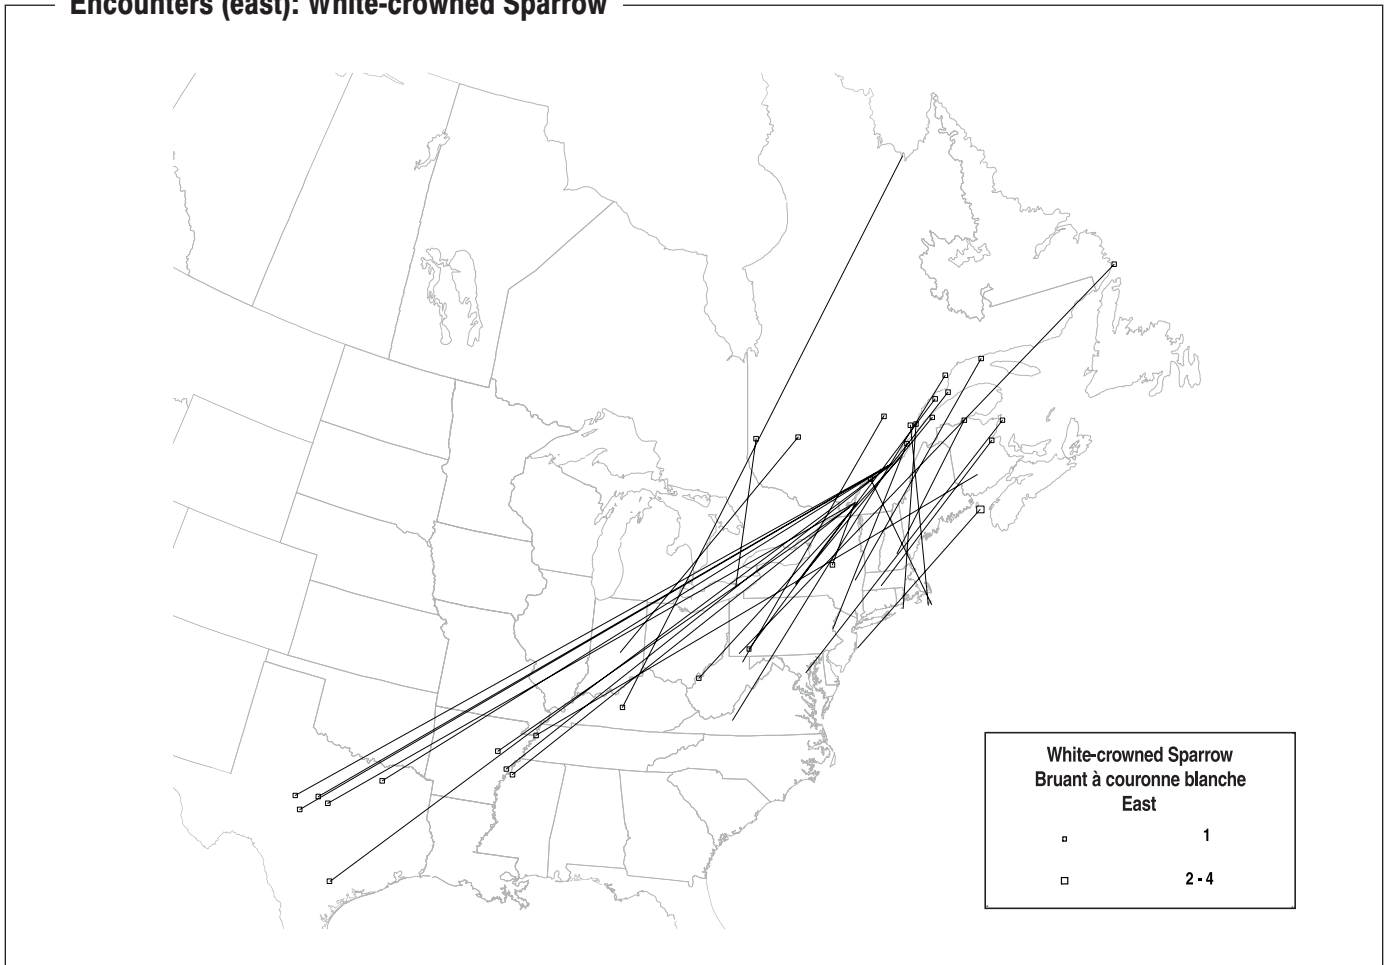 Encounters (east): White-crowned Sparrow
White-crowned Sparrow
Bruant à couronne blanche
East
1
2 - 4